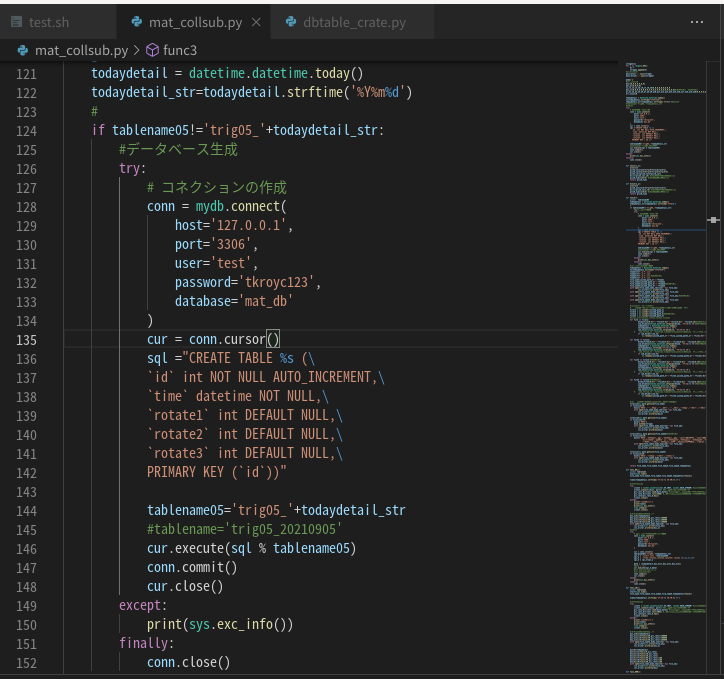 test.sh mat_collsub.py dbtable_crate.py
mat_collsub.py > func3
121 todaydetail = datetime.datetime.today()
122 todaydetail_str=todaydetail.strftime('%Y%m%d')
123 #
124 if tablename05!='trig05_'+todaydetail_str:
125 #データベース生成
126 try:
127 # コネクションの作成
128 conn = mydb.connect(
129 host='127.0.0.1',
130 port='3306',
131 user='test',
132 password='tkroyc123',
133 database='mat_db'
134 )
135 cur = conn.cursor()
136 sql ="CREATE TABLE %s (\
137 `id` int NOT NULL AUTO_INCREMENT,\
138 `time` datetime NOT NULL,\
139 `rotate1` int DEFAULT NULL,\
140 `rotate2` int DEFAULT NULL,\
141 `rotate3` int DEFAULT NULL,\
142 PRIMARY KEY (`id`))"
143
144 tablename05='trig05_'+todaydetail_str
145 #tablename='trig05_20210905'
146 cur.execute(sql % tablename05)
147 conn.commit()
148 cur.close()
149 except:
150 print(sys.exc_info())
151 finally:
152 conn.close()